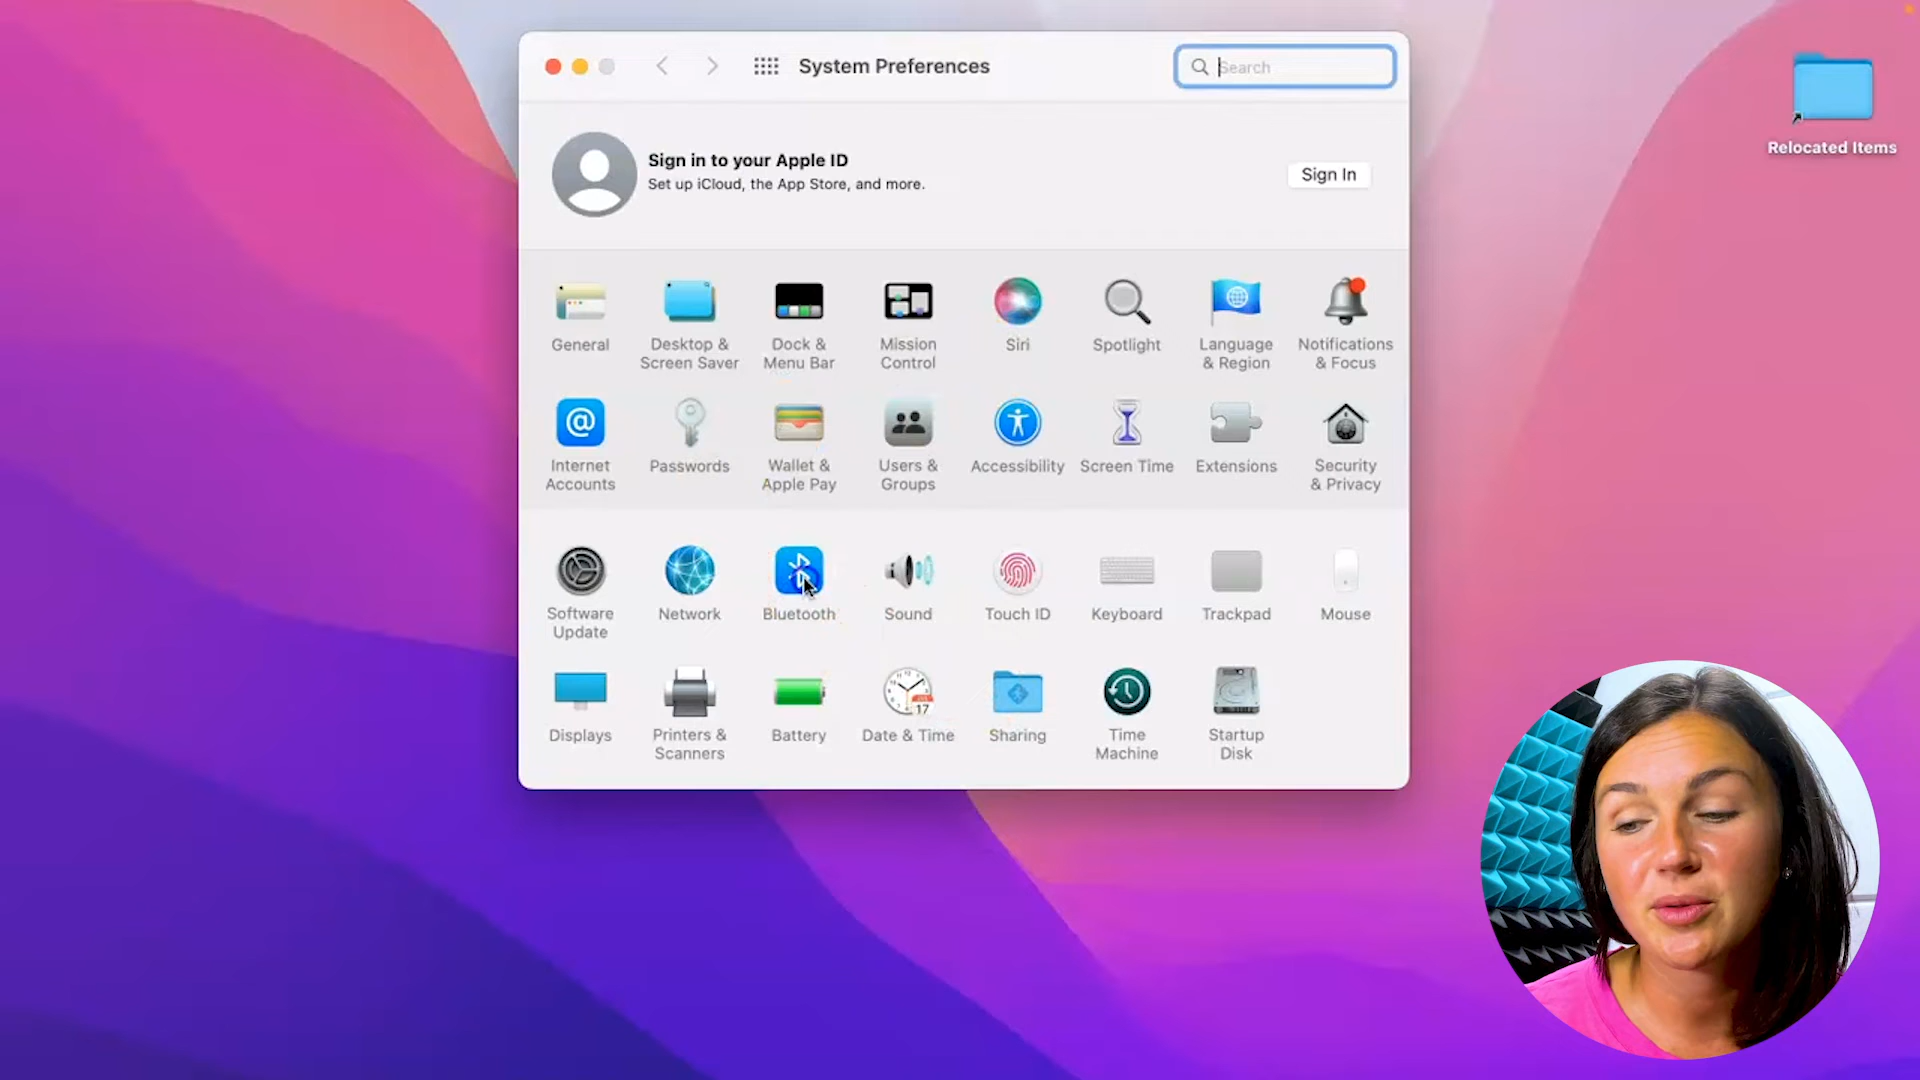 System Preferences
Search
Sign in to your Apple ID
Set up iCloud, the App Store, and more.
Sign In
Relocated Items
General
Desktop &
Screen Saver
Dock &
Menu Bar
Mission
Control
Siri
Spotlight
Language
& Region
Notifications
& Focus
Internet
Accounts
Passwords
Wallet &
Apple Pay
Users &
Groups
Accessibility
Screen Time
Extensions
Security
& Privacy
Software
Update
Network
Bluetooth
Sound
Touch ID
Keyboard
Trackpad
Mouse
Displays
Printers &
Scanners
Battery
17
Date & Time
Sharing
Time
Machine
Startup
Disk